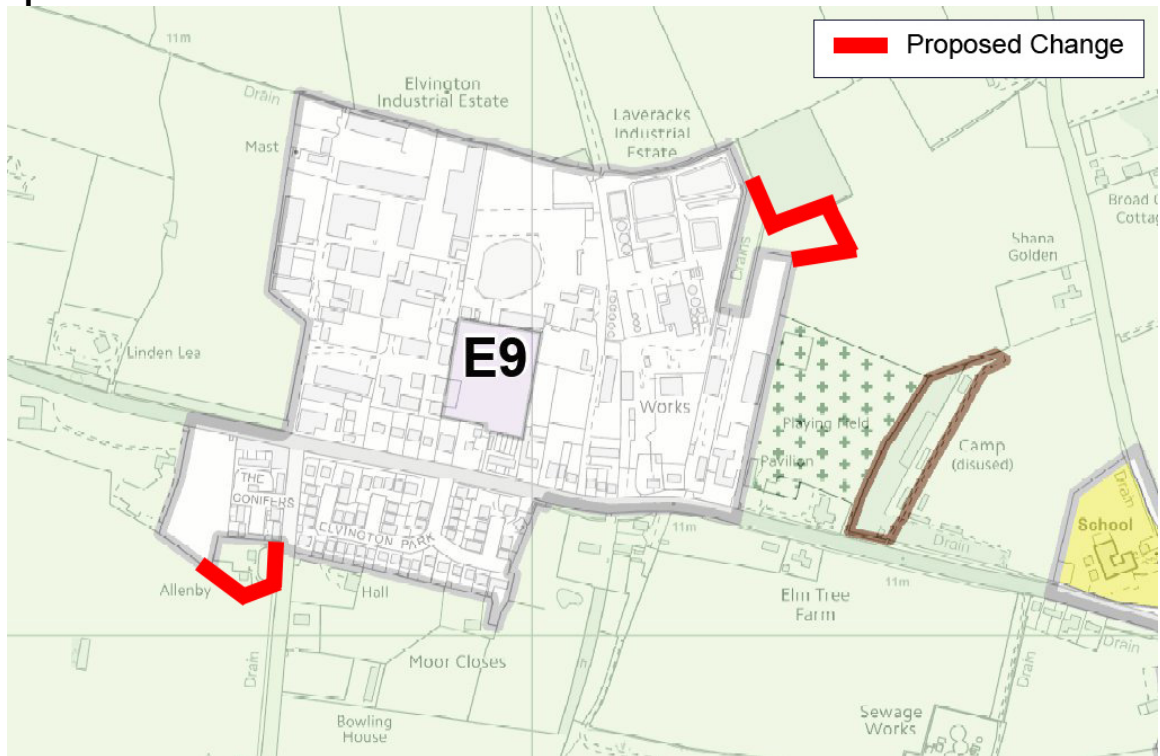 Proposed Change
11m
Elvington
Industrial Estate
Drain
Laveracks
Industrial
Estate
Mast
Broad
Cottag
Shana
Golden
Drains
Linden Lea
E9
Works
Playing Field
Camp
(disused)
Pavilion
THE
CONIFERS
Drain
School
ELVINGTON PARK
11m
Drain
11m
Allenby
Hall
Elm Tree
Farm
Drain
Drain
Drain
Moor Closes
Bowling
House
Sewage
Works